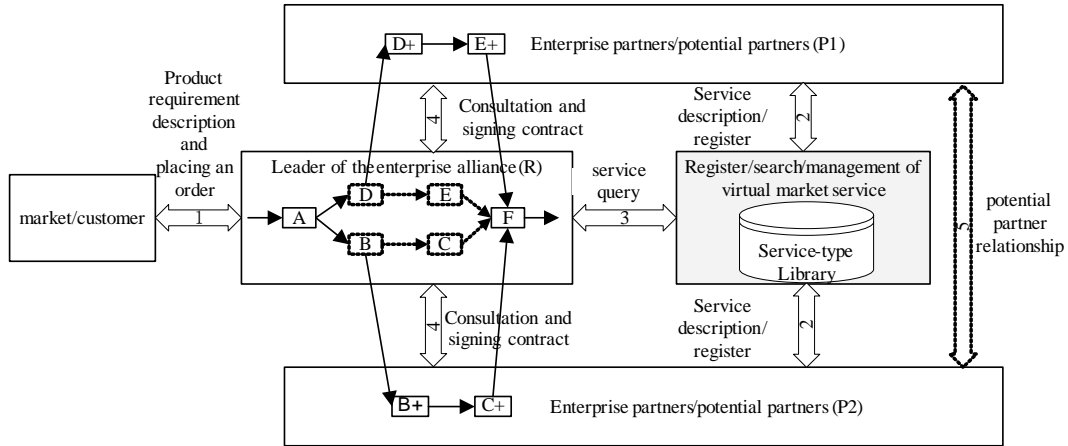 D+
E+
Enterprise partners/potential partners (P1)
Product
requirement
description
and
placing an
order
4
Consultation and
signing contract
Service
description/
register
2
Leader of the enterprise alliance(R)
Register/search/management of
virtual market service
market/customer
1
A
D
E
B
C
F
service
query
3
Service-type
Library
5
potential
partner
relationship
4
Consultation and
signing contract
Service
description/
register
2
B+
C+
Enterprise partners/potential partners (P2)